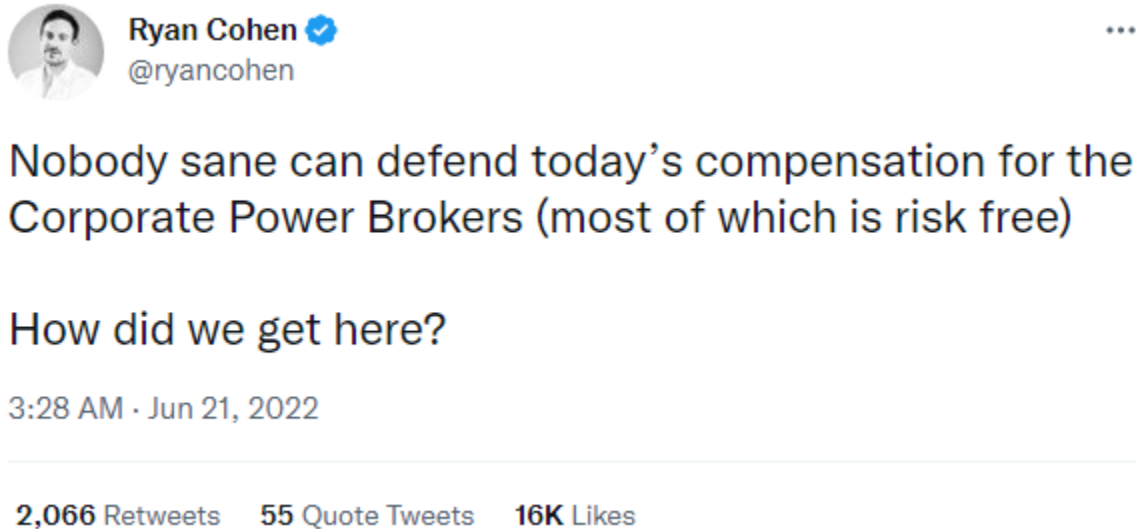 Ryan Cohen
@ryancohen
Nobody sane can defend today’s compensation for the
Corporate Power Brokers (most of which is risk free)
How did we get here?
3:28 AM · Jun 21, 2022
2,066 Retweets 55 Quote Tweets 16K Likes